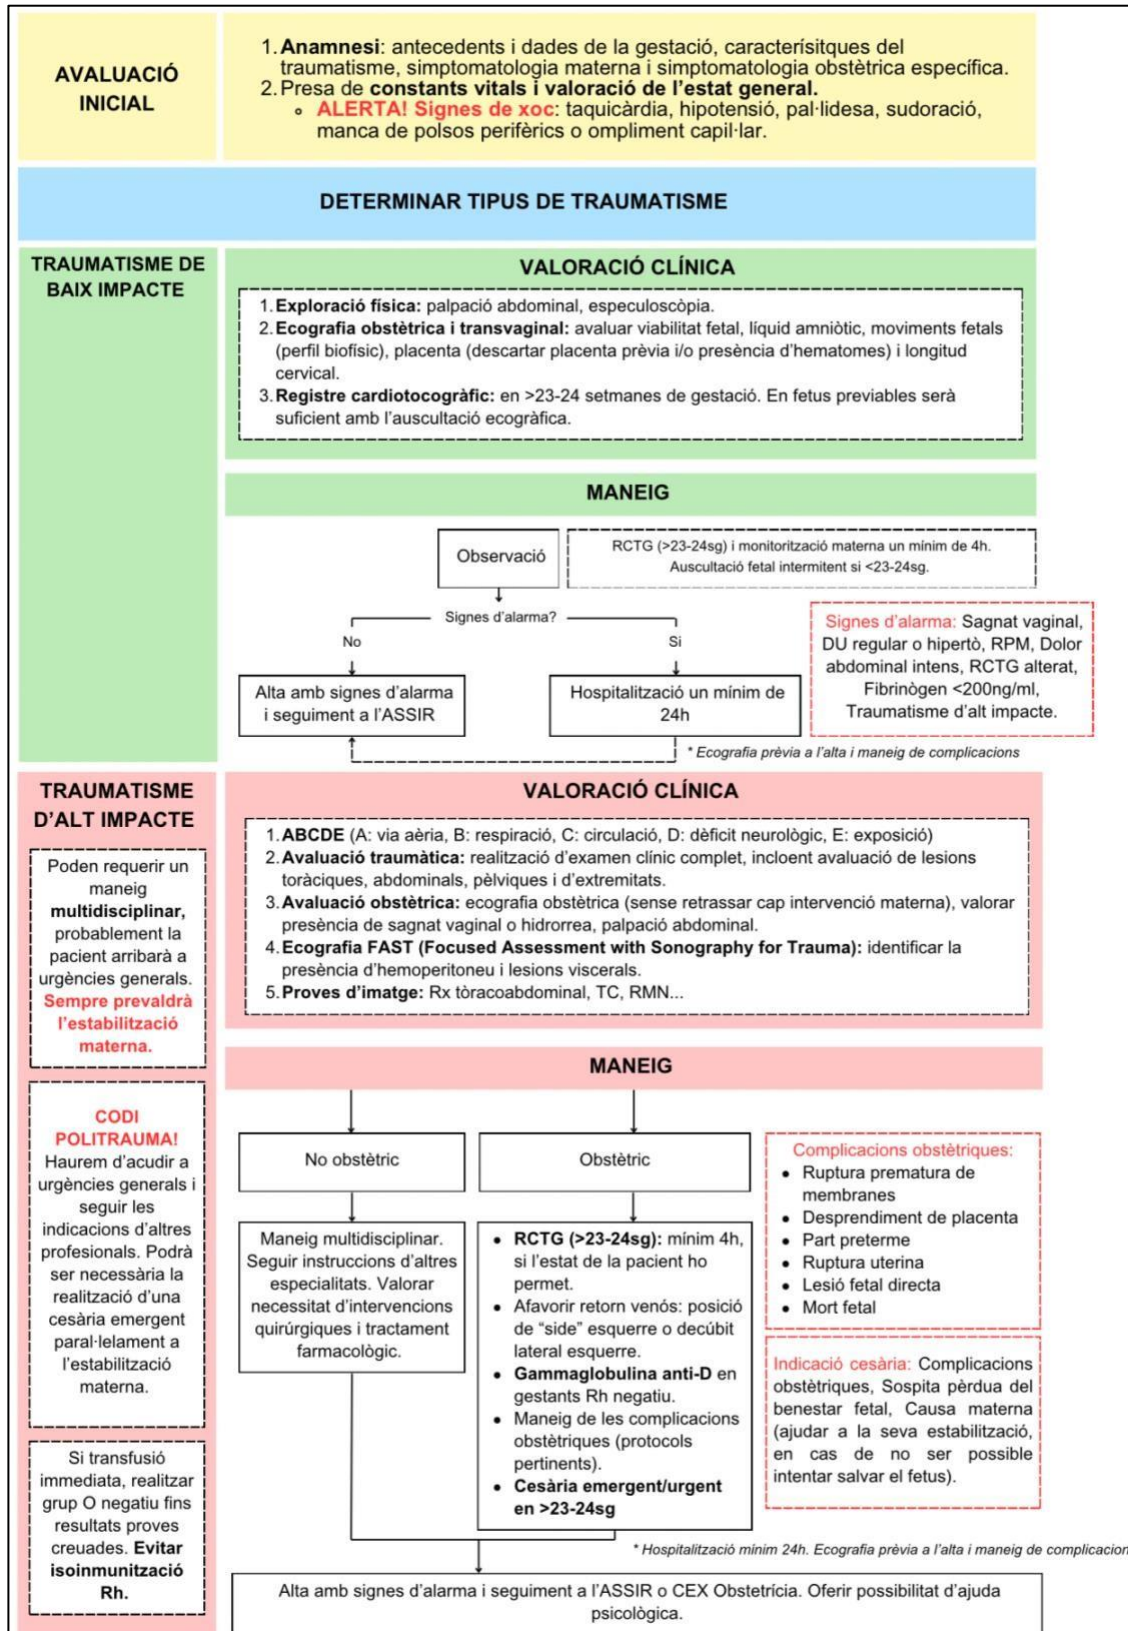 AVALUACIÓ
INICIAL
1. Anamnesi: antecedents i dades de la gestació, caracterísitques del
traumatisme, simptomatologia materna i simptomatologia obstètrica específica.
2. Presa de constants vitals i valoració de l'estat general.
ALERTA! Signes de xoc: taquicàrdia, hipotensió, pal·lidesa, sudoració,
manca de polsos perifèrics o ompliment capil·lar.
DETERMINAR TIPUS DE TRAUMATISME
TRAUMATISME DE
BAIX IMPACTE
VALORACIÓ CLÍNICA
1. Exploració física: palpació abdominal, especuloscòpia.
2. Ecografia obstètrica i transvaginal: avaluar viabilitat fetal, líquid amniòtic, moviments fetals
(perfil biofísic), placenta (descartar placenta prèvia i/o presència d'hematomes) i longitud
cervical.
3. Registre cardiotocogràfic: en >23-24 setmanes de gestació. En fetus previables serà
suficient amb l'auscultació ecogràfica.
MANEIG
Observació
RCTG (>23-24sg) i monitorització materna un mínim de 4h.
Auscultació fetal intermitent si <23-24sg.
Signes d'alarma?
No
Si
Alta amb signes d'alarma
i seguiment a l'ASSIR
Hospitalització un mínim de
24h
Signes d'alarma: Sagnat vaginal,
DU regular o hipertò, RPM, Dolor
abdominal intens, RCTG alterat,
Fibrinògen <200ng/ml,
Traumatisme d'alt impacte.
* Ecografia prèvia a l'alta i maneig de complicacions
TRAUMATISME
D'ALT IMPACTE
Poden requerir un
maneig
multidisciplinar,
probablement la
pacient arribarà a
urgències generals.
Sempre prevaldrà
l'estabilització
materna.
CODI
POLITRAUMA!
Haurem d'acudir a
urgències generals i
seguir les
indicacions d'altres
profesionals. Podrà
ser necessària la
realització d'una
cesària emergent
paral·lelament a
l'estabilització
materna.
Si transfusió
immediata, realitzar
grup O negatiu fins
resultats proves
creuades. Evitar
isoinmunització
Rh.
VALORACIÓ CLÍNICA
1. ABCDE (A: via aèria, B: respiració, C: circulació, D: dèficit neurològic, E: exposició)
2. Avaluació traumàtica: realització d'examen clínic complet, incloent avaluació de lesions
toràciques, abdominals, pèlviques i d'extremitats.
3. Avaluació obstètrica: ecografia obstètrica (sense retrassar cap intervenció materna), valorar
presència de sagnat vaginal o hidrorrea, palpació abdominal.
4. Ecografia FAST (Focused Assessment with Sonography for Trauma): identificar la
presència d'hemoperitoneu i lesions viscerals.
5. Proves d'imatge: Rx tòracoabdominal, TC, RMN...
MANEIG
No obstètric
Obstètric
Maneig multidisciplinar.
Seguir instruccions d'altres
especialitats. Valorar
necessitat d'intervencions
quirúrgiques i tractament
farmacològic.
RCTG (>23-24sg): mínim 4h,
si l'estat de la pacient ho
permet.
Afavorir retorn venós: posició
de “side” esquerre o decúbit
lateral esquerre.
Gammaglobulina anti-D en
gestants Rh negatiu.
Maneig de les complicacions
obstètriques (protocols
pertinents).
Cesària emergent/urgent
en >23-24sg
Complicacions obstètriques:
Ruptura prematura de
membranes
Desprendiment de placenta
Part preterme
Ruptura uterina
Lesió fetal directa
Mort fetal
Indicació cesària: Complicacions
obstètriques, Sospita pèrdua del
benestar fetal, Causa materna
(ajudar a la seva estabilització,
en cas de no ser possible
intentar salvar el fetus).
* Hospitalització mínim 24h. Ecografia prèvia a l'alta i maneig de complicacion
Alta amb signes d'alarma i seguiment a l'ASSIR o CEX Obstetrícia. Oferir possibilitat d'ajuda
psicològica.